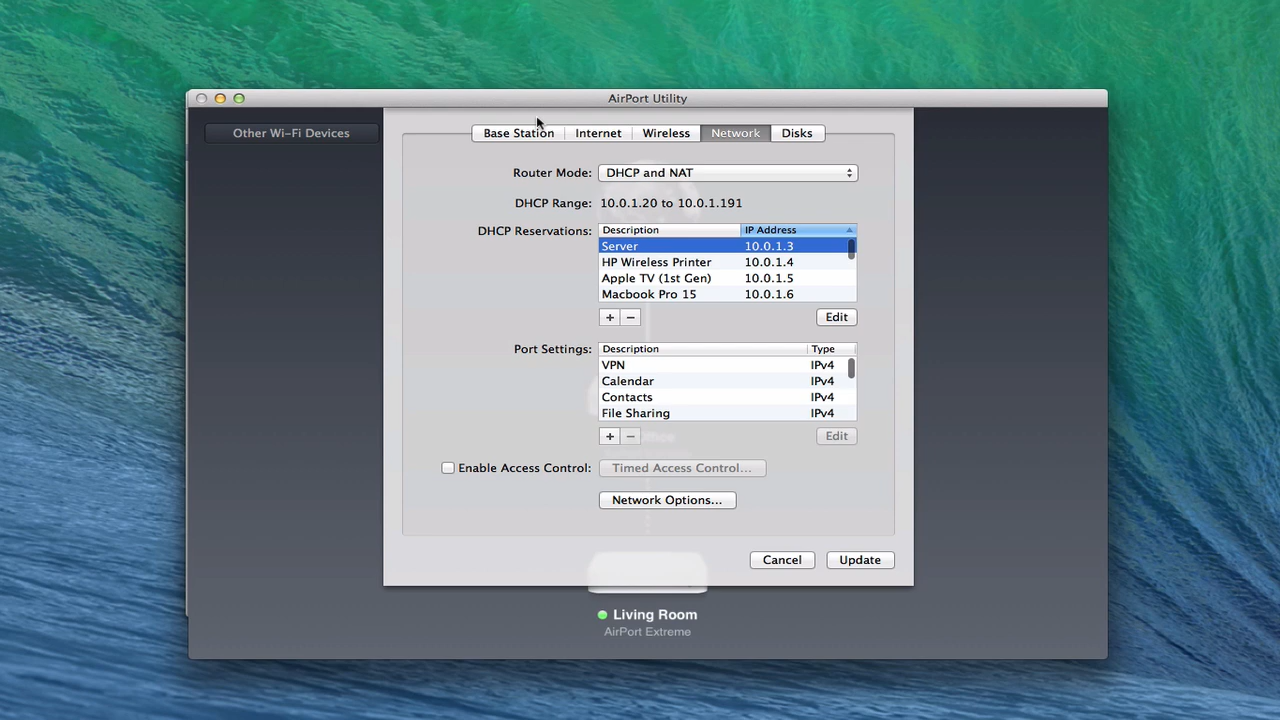 AirPort Utility
Other Wi-Fi Devices
Base Station Internet Wireless Network Disks
Router Mode: DHCP and NAT
DHCP Range: 10.0.1.20 to 10.0.1.191
DHCP Reservations: Description IP Address
Server 10.0.1.3
HP Wireless Printer 10.0.1.4
Apple TV (1st Gen) 10.0.1.5
Macbook Pro 15 10.0.1.6
+ − Edit
Port Settings: Description Type
VPN IPv4
Calendar IPv4
Contacts IPv4
File Sharing IPv4
+ − Edit
Enable Access Control: Timed Access Control...
Network Options...
Cancel Update
Living Room
AirPort Extreme